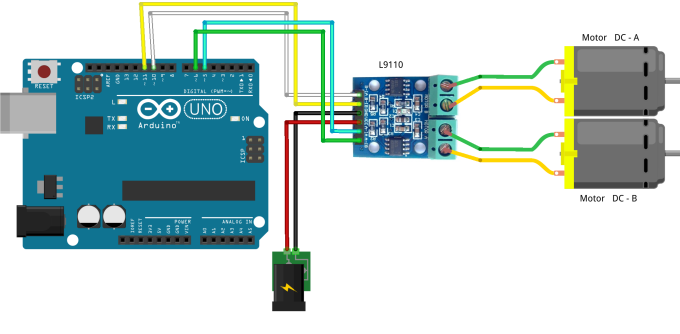 Motor DC - A
L9110
RESET
ICSP2
AREF
GND
13
12
~11
~10
~9
8
7
~6
~5
4
~3
2
TX▸1
RX◂0
DIGITAL (PWM=~)
UNO
Arduino
TX
RX
ON
ICSP
1
POWER
ANALOG IN
IOREF
RESET
3V3
5V
GND
GND
VIN
A0
A1
A2
A3
A4
A5
Motor DC - B